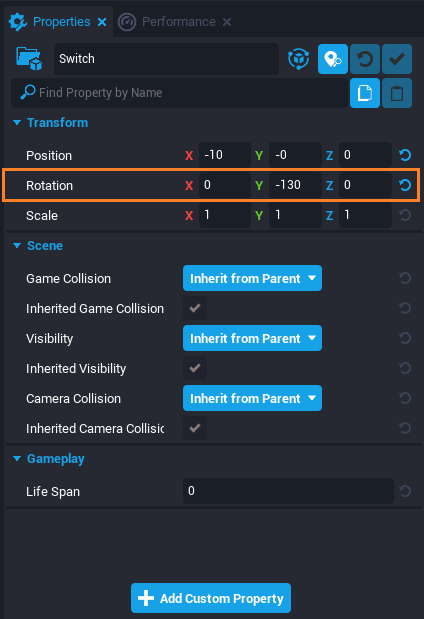 Properties Performance
Switch
Find Property by Name
Transform
Position X -10 Y -0 Z 0
Rotation X 0 Y -130 Z 0
Scale X 1 Y 1 Z 1
Scene
Game Collision Inherit from Parent
Inherited Game Collision
Visibility Inherit from Parent
Inherited Visibility
Camera Collision Inherit from Parent
Inherited Camera Collisic
Gameplay
Life Span 0
Add Custom Property